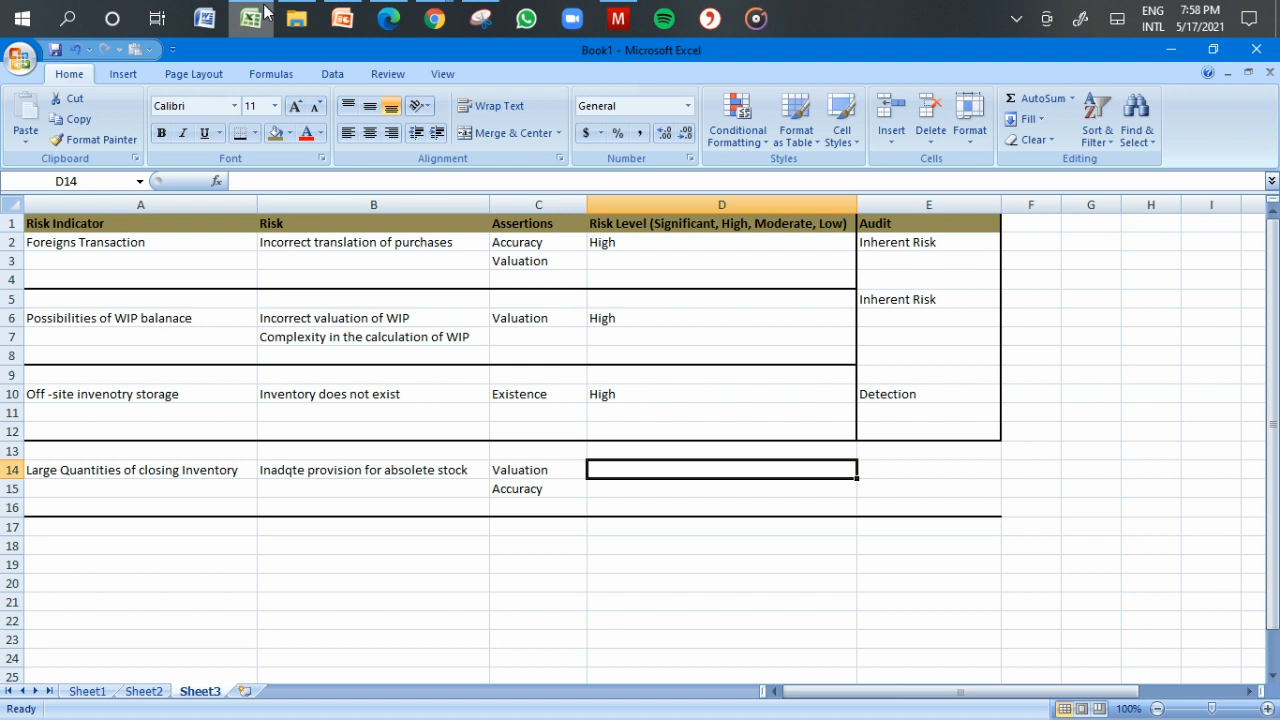 ENG 7:58 PM
INTL 5/17/2021
Book1 - Microsoft Excel
Home Insert Page Layout Formulas Data Review View
Paste Cut Copy Format Painter Clipboard
Calibri 11 A A B I U A Font
Wrap Text Merge & Center Alignment
General $ % , .0 .00 .00 .0 Number
Conditional Formatting Format as Table Cell Styles Styles
Insert Delete Format Cells
Σ AutoSum Fill Clear Sort & Filter Find & Select Editing
D14 fx
A B C D E F G H I
1 Risk Indicator Risk Assertions Risk Level (Significant, High, Moderate, Low) Audit
2 Foreigns Transaction Incorrect translation of purchases Accuracy High Inherent Risk
3 Valuation
4
5 Inherent Risk
6 Possibilities of WIP balanace Incorrect valuation of WIP Valuation High
7 Complexity in the calculation of WIP
8
9
10 Off -site invenotry storage Inventory does not exist Existence High Detection
11
12
13
14 Large Quantities of closing Inventory Inadqte provision for absolete stock Valuation
15 Accuracy
16
17
18
19
20
21
22
23
24
25
Sheet1 Sheet2 Sheet3
Ready 100%